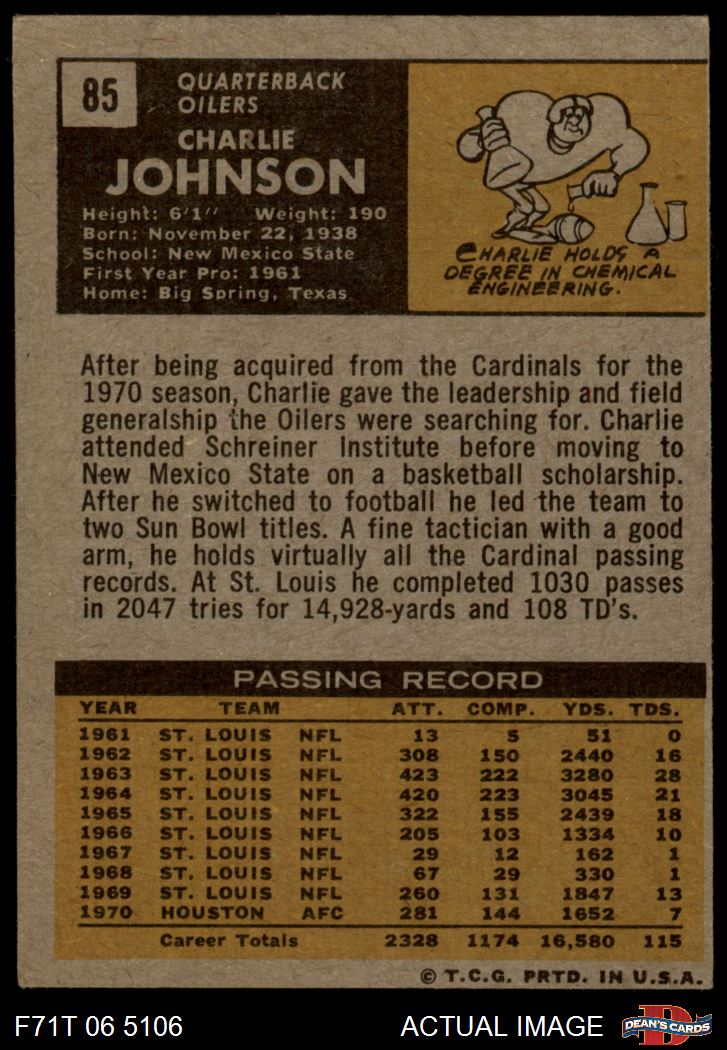 85
QUARTERBACK
OILERS
CHARLIE
JOHNSON
Height: 6'1" Weight: 190
Born: November 22, 1938
School: New Mexico State
First Year Pro: 1961
Home: Big Spring, Texas
CHARLIE HOLDS A
DEGREE IN CHEMICAL
ENGINEERING.
After being acquired from the Cardinals for the
1970 season, Charlie gave the leadership and field
generalship the Oilers were searching for. Charlie
attended Schreiner Institute before moving to
New Mexico State on a basketball scholarship.
After he switched to football he led the team to
two Sun Bowl titles. A fine tactician with a good
arm, he holds virtually all the Cardinal passing
records. At St. Louis he completed 1030 passes
in 2047 tries for 14,928-yards and 108 TD's.
PASSING RECORD
YEAR TEAM ATT. COMP. YDS. TDS.
1961 ST. LOUIS NFL 13 5 51 0
1962 ST. LOUIS NFL 308 150 2440 16
1963 ST. LOUIS NFL 423 222 3280 28
1964 ST. LOUIS NFL 420 223 3045 21
1965 ST. LOUIS NFL 322 155 2439 18
1966 ST. LOUIS NFL 205 103 1334 10
1967 ST. LOUIS NFL 29 12 162 1
1968 ST. LOUIS NFL 67 29 330 1
1969 ST. LOUIS NFL 260 131 1847 13
1970 HOUSTON AFC 281 144 1652 7
Career Totals 2328 1174 16,580 115
© T.C.G. PRTD. IN U.S.A.
F71T 06 5106 ACTUAL IMAGE
D
DEAN'S CARDS